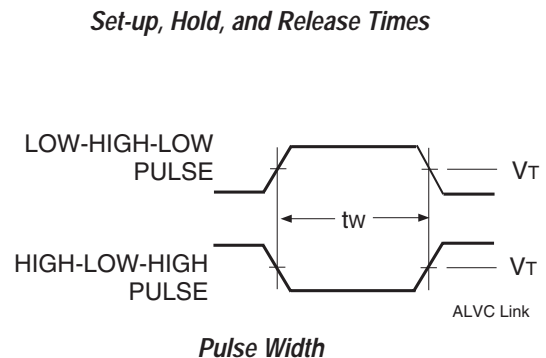 Set-up, Hold, and Release Times
LOW-HIGH-LOW
PULSE
VT
tW
HIGH-LOW-HIGH
PULSE
VT
ALVC Link
Pulse Width